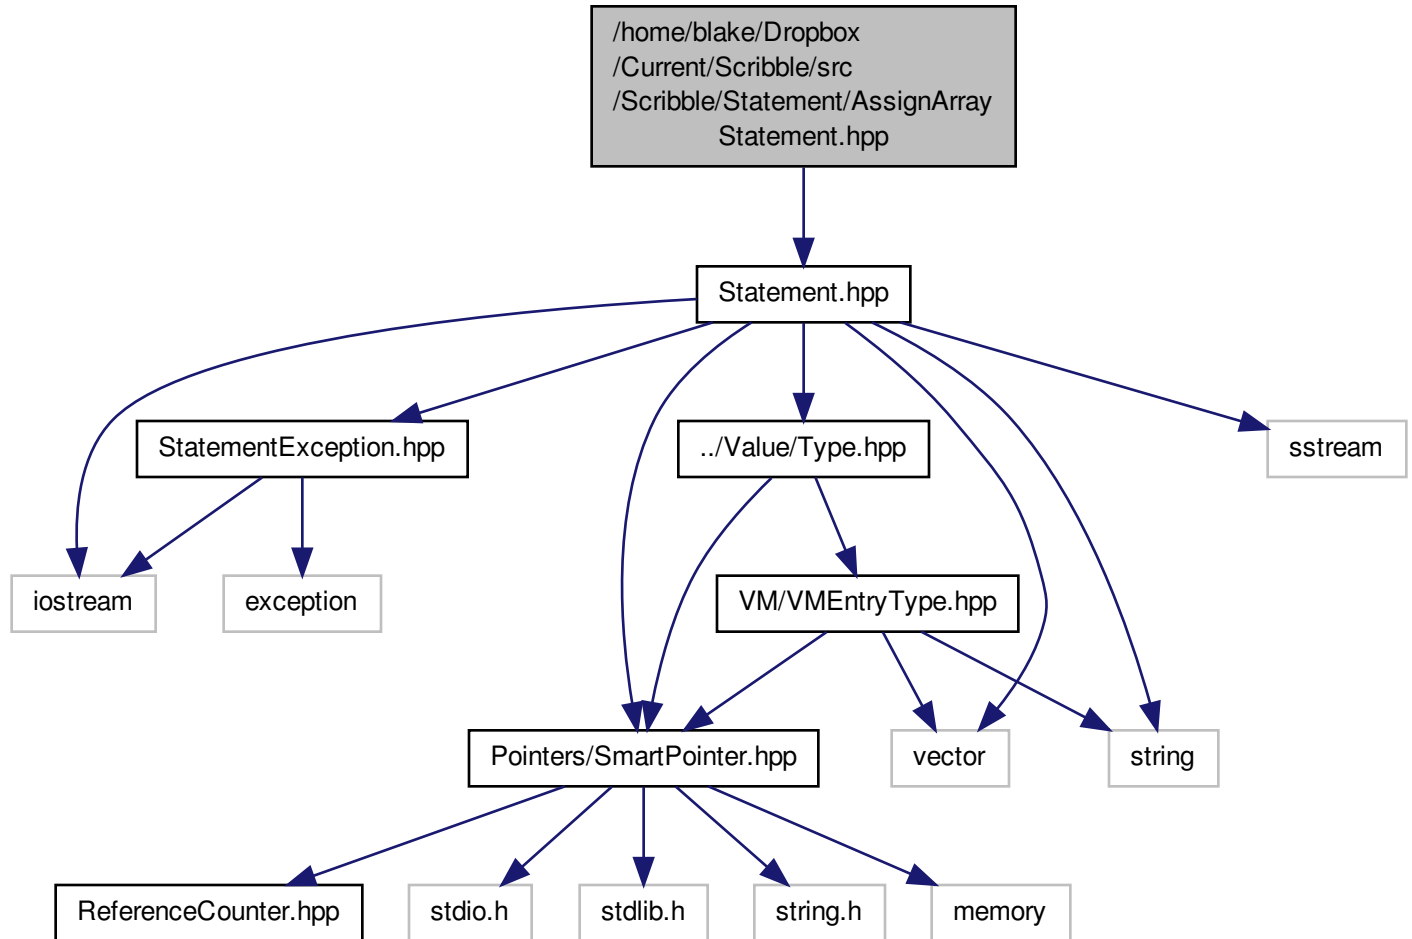 /home/blake/Dropbox
/Current/Scribble/src
/Scribble/Statement/AssignArray
Statement.hpp
Statement.hpp
StatementException.hpp
../Value/Type.hpp
sstream
iostream
exception
VM/VMEntryType.hpp
Pointers/SmartPointer.hpp
vector
string
ReferenceCounter.hpp
stdio.h
stdlib.h
string.h
memory